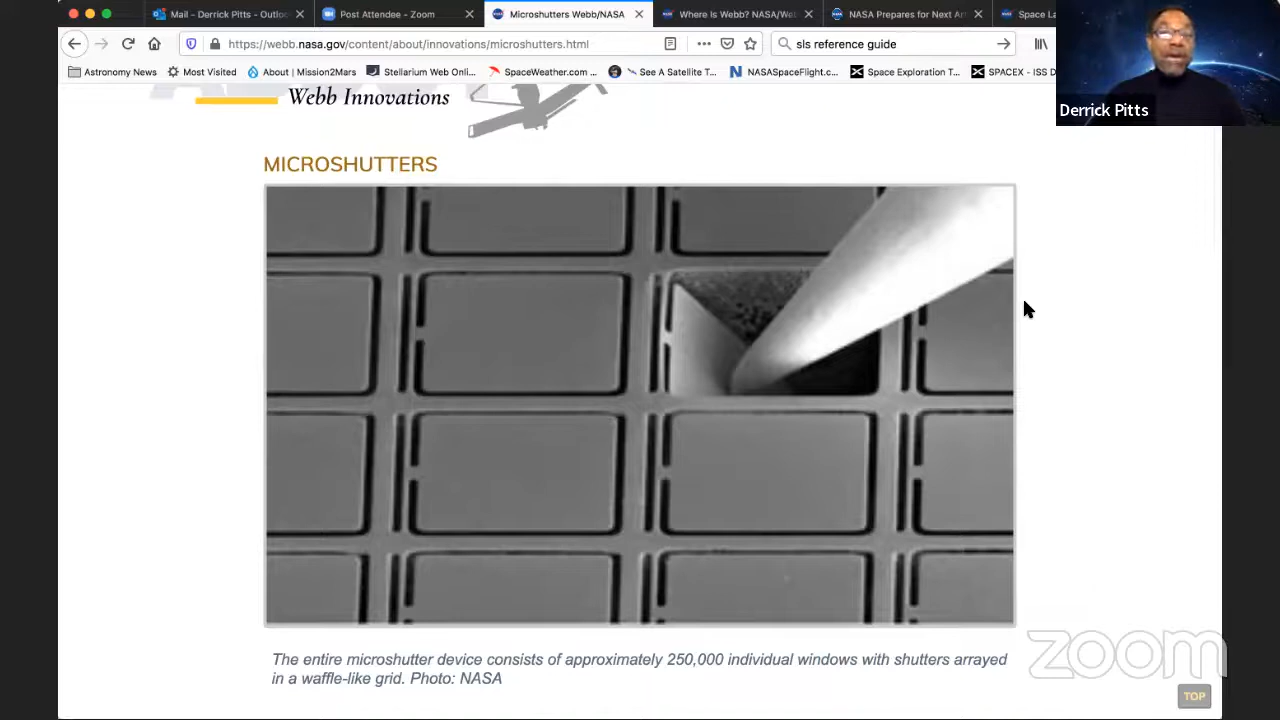 Mail - Derrick Pitts - Outloo
Post Attendee - Zoom
Microshutters Webb/NASA
Where Is Webb? NASA/Web
NASA Prepares for Next Art
Space La
https://webb.nasa.gov/content/about/innovations/microshutters.html
sls reference guide
Astronomy News
Most Visited
About | Mission2Mars
Stellarium Web Onli...
SpaceWeather.com ...
See A Satellite T...
NASASpaceFlight.c...
Space Exploration T...
SPACEX - ISS D
Derrick Pitts
Webb Innovations
MICROSHUTTERS
The entire microshutter device consists of approximately 250,000 individual windows with shutters arrayed
in a waffle-like grid. Photo: NASA
zoom
TOP